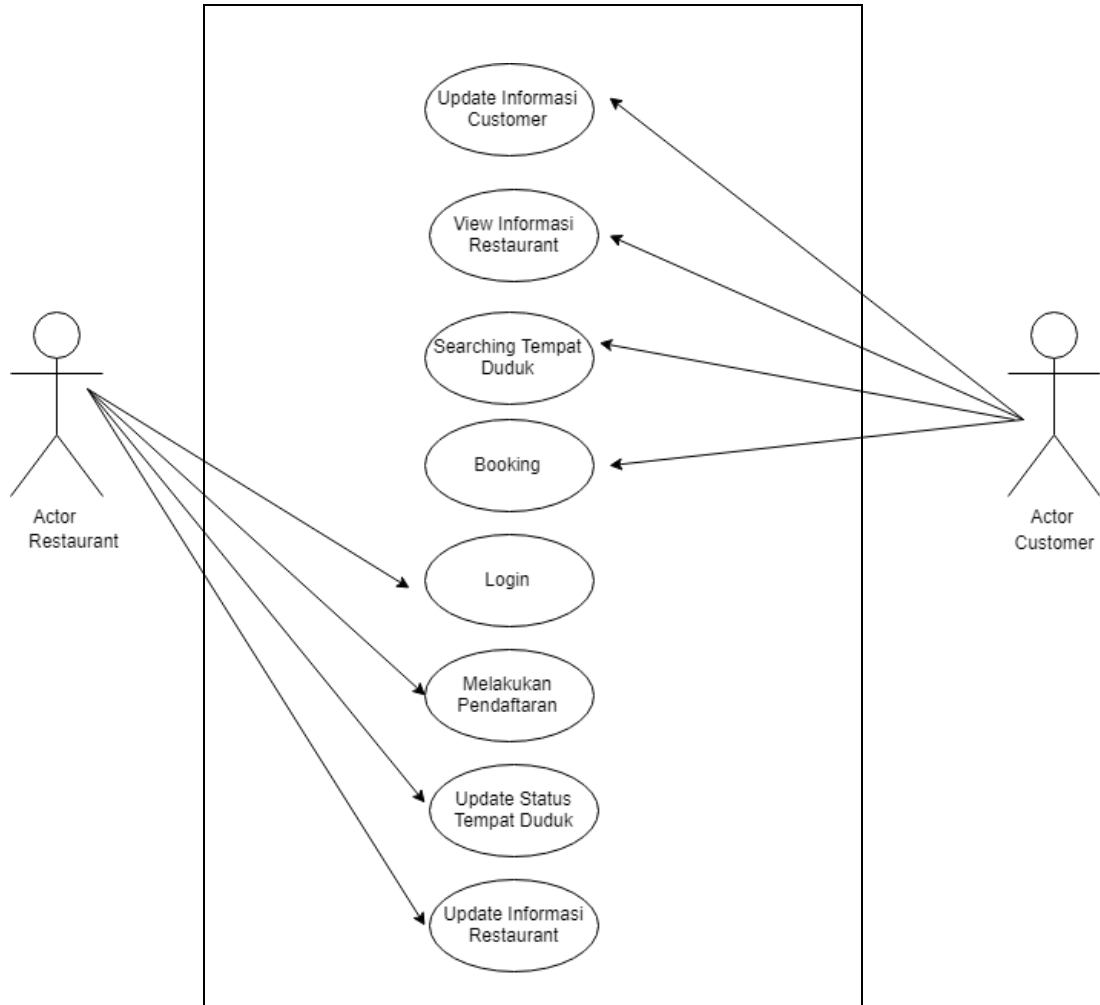 Update Informasi
Customer
View Informasi
Restaurant
Searching Tempat
Duduk
Booking
Login
Melakukan
Pendaftaran
Update Status
Tempat Duduk
Update Informasi
Restaurant
Actor
Restaurant
Actor
Customer